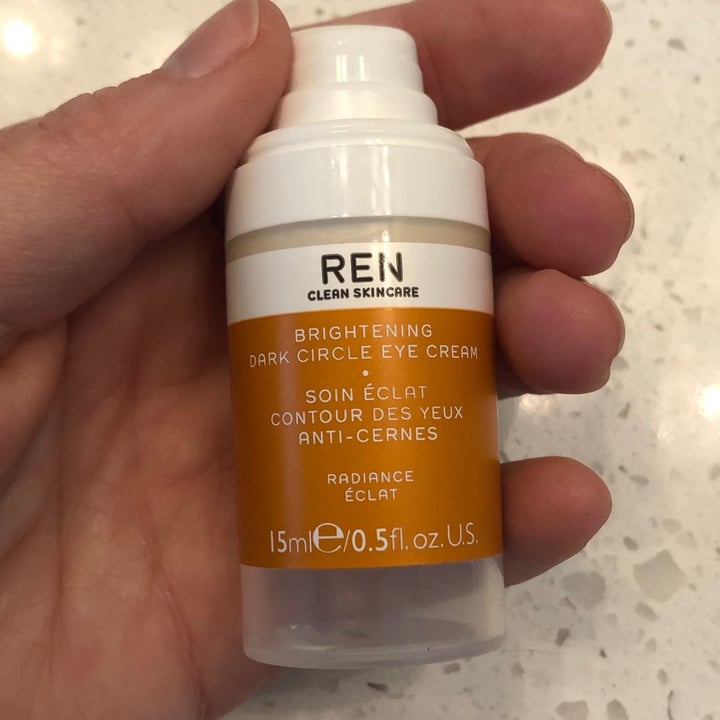 REN
CLEAN SKINCARE
BRIGHTENING
DARK CIRCLE EYE CREAM
•
SOIN ÉCLAT
CONTOUR DES YEUX
ANTI-CERNES
RADIANCE
ÉCLAT
15ml℮/0.5fl. oz. U.S.